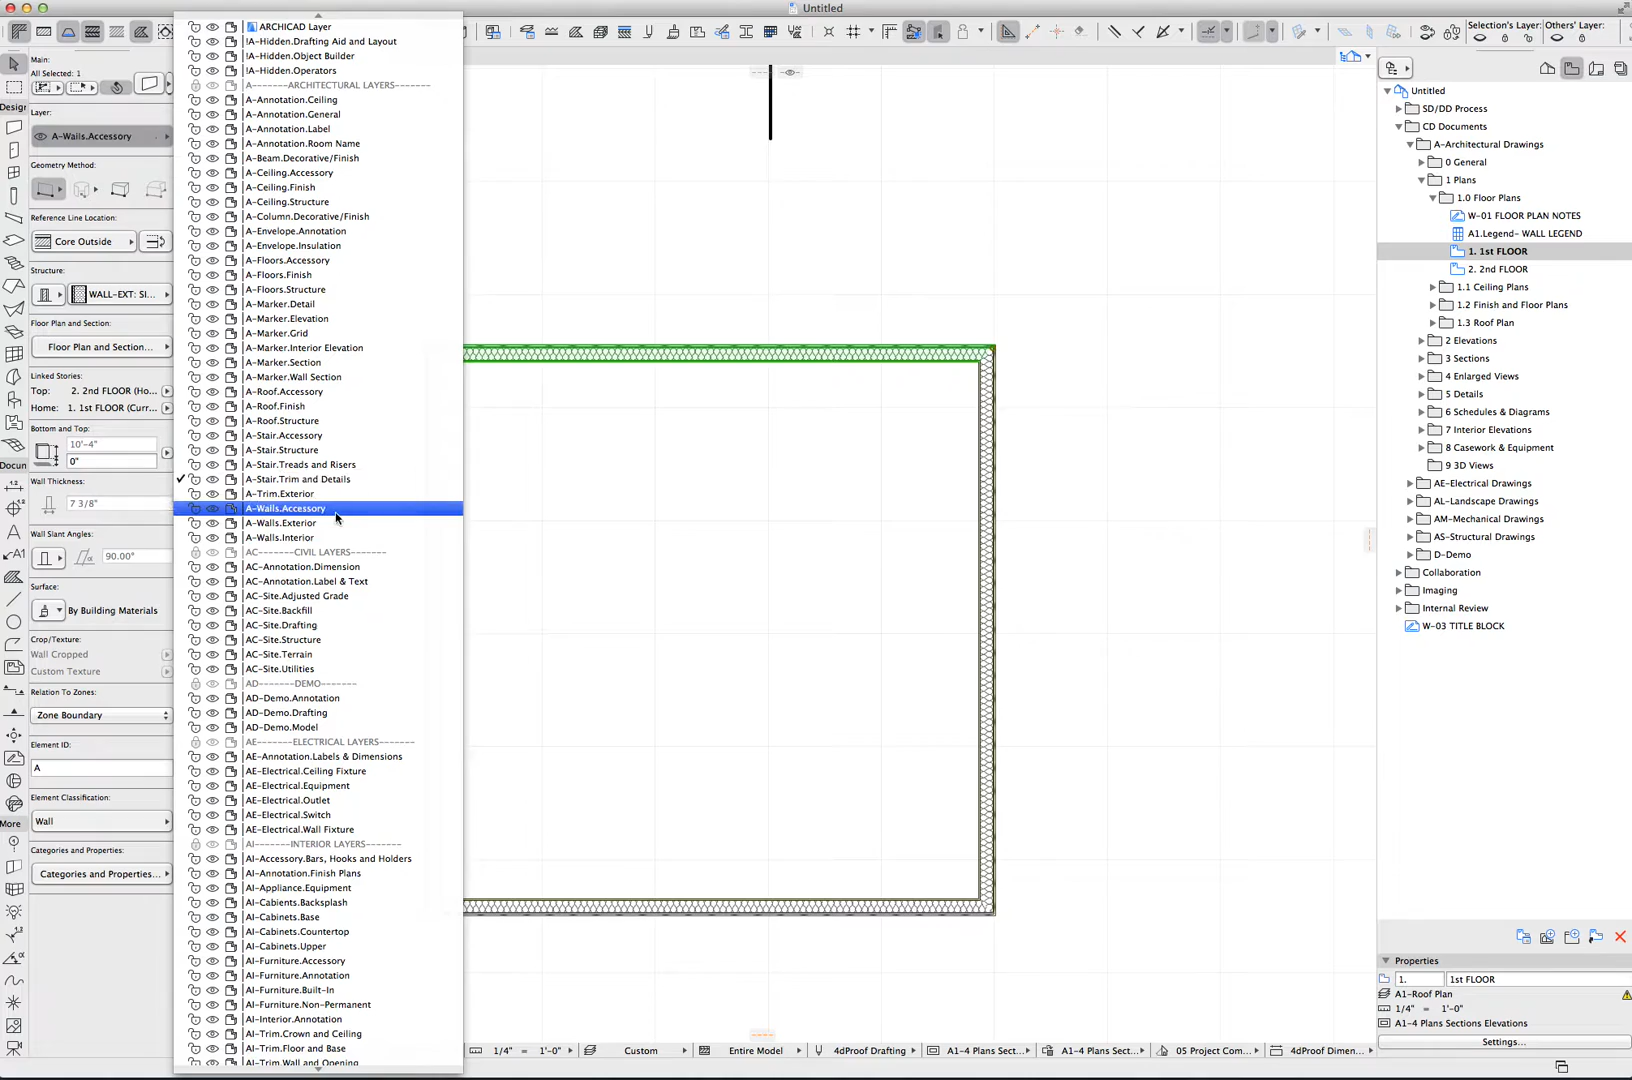 Untitled
Main:
All Selected: 1
Design
Layer:
A-Walls.Accessory
Geometry Method:
Reference Line Location:
Core Outside
Structure:
WALL-EXT: SI...
Floor Plan and Section:
Floor Plan and Section...
Linked Stories:
Top: 2. 2nd FLOOR (Ho...
Home: 1. 1st FLOOR (Curr...
Bottom and Top:
10'-4"
0"
Docun
Wall Thickness:
7 3/8"
Wall Slant Angles:
90.00°
Surface:
By Building Materials
Crop/Texture:
Wall Cropped
Custom Texture
Relation To Zones:
Zone Boundary
Element ID:
A
Element Classification:
More
Wall
Categories and Properties:
Categories and Properties...
ARCHICAD Layer
!A-Hidden.Drafting Aid and Layout
!A-Hidden.Object Builder
!A-Hidden.Operators
A-------ARCHITECTURAL LAYERS-------
A-Annotation.Ceiling
A-Annotation.General
A-Annotation.Label
A-Annotation.Room Name
A-Beam.Decorative/Finish
A-Ceiling.Accessory
A-Ceiling.Finish
A-Ceiling.Structure
A-Column.Decorative/Finish
A-Envelope.Annotation
A-Envelope.Insulation
A-Floors.Accessory
A-Floors.Finish
A-Floors.Structure
A-Marker.Detail
A-Marker.Elevation
A-Marker.Grid
A-Marker.Interior Elevation
A-Marker.Section
A-Marker.Wall Section
A-Roof.Accessory
A-Roof.Finish
A-Roof.Structure
A-Stair.Accessory
A-Stair.Structure
A-Stair.Treads and Risers
A-Stair.Trim and Details
A-Trim.Exterior
A-Walls.Accessory
A-Walls.Exterior
A-Walls.Interior
AC-------CIVIL LAYERS-------
AC-Annotation.Dimension
AC-Annotation.Label & Text
AC-Site.Adjusted Grade
AC-Site.Backfill
AC-Site.Drafting
AC-Site.Structure
AC-Site.Terrain
AC-Site.Utilities
AD-------DEMO-------
AD-Demo.Annotation
AD-Demo.Drafting
AD-Demo.Model
AE-------ELECTRICAL LAYERS-------
AE-Annotation.Labels & Dimensions
AE-Electrical.Ceiling Fixture
AE-Electrical.Equipment
AE-Electrical.Outlet
AE-Electrical.Switch
AE-Electrical.Wall Fixture
AI-------INTERIOR LAYERS-------
AI-Accessory.Bars, Hooks and Holders
AI-Annotation.Finish Plans
AI-Appliance.Equipment
AI-Cabients.Backsplash
AI-Cabinets.Base
AI-Cabinets.Countertop
AI-Cabinets.Upper
AI-Furniture.Accessory
AI-Furniture.Annotation
AI-Furniture.Built-In
AI-Furniture.Non-Permanent
AI-Interior.Annotation
AI-Trim.Crown and Ceiling
AI-Trim.Floor and Base
AI-Trim.Wall and Opening
1/4" = 1'-0"
Custom
Entire Model
4dProof Drafting
A1-4 Plans Sect...
A1-4 Plans Sect...
05 Project Com...
4dProof Dimen...
Selection's Layer: Others' Layer:
Untitled
SD/DD Process
CD Documents
A-Architectural Drawings
0 General
1 Plans
1.0 Floor Plans
W-01 FLOOR PLAN NOTES
A1.Legend- WALL LEGEND
1. 1st FLOOR
2. 2nd FLOOR
1.1 Ceiling Plans
1.2 Finish and Floor Plans
1.3 Roof Plan
2 Elevations
3 Sections
4 Enlarged Views
5 Details
6 Schedules & Diagrams
7 Interior Elevations
8 Casework & Equipment
9 3D Views
AE-Electrical Drawings
AL-Landscape Drawings
AM-Mechanical Drawings
AS-Structural Drawings
D-Demo
Collaboration
Imaging
Internal Review
W-03 TITLE BLOCK
Properties
1. 1st FLOOR
A1-Roof Plan
1/4" = 1'-0"
A1-4 Plans Sections Elevations
Settings...